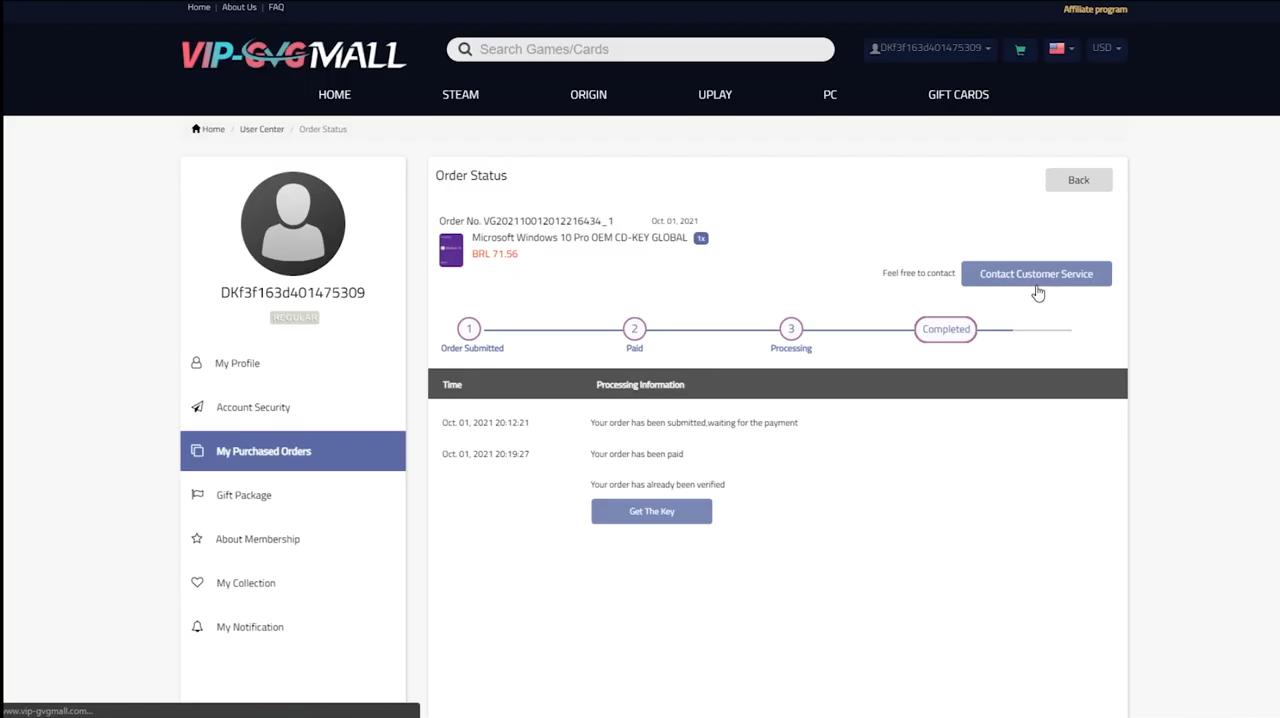 Home | About Us | FAQ
Affiliate program
VIP-GVGMALL
Search Games/Cards
DKf3f163d401475309
USD
HOME STEAM ORIGIN UPLAY PC GIFT CARDS
Home / User Center / Order Status
DKf3f163d401475309
REGULAR
My Profile
Account Security
My Purchased Orders
Gift Package
About Membership
My Collection
My Notification
Order Status
Back
Order No. VG202110012012216434_1 Oct. 01, 2021
Microsoft Windows 10 Pro OEM CD-KEY GLOBAL 1x
BRL 71.56
Feel free to contact Contact Customer Service
1 2 3 Completed
Order Submitted Paid Processing
Time Processing Information
Oct. 01, 2021 20:12:21 Your order has been submitted,waiting for the payment
Oct. 01, 2021 20:19:27 Your order has been paid
Your order has already been verified
Get The Key
www.vip-gvgmall.com...